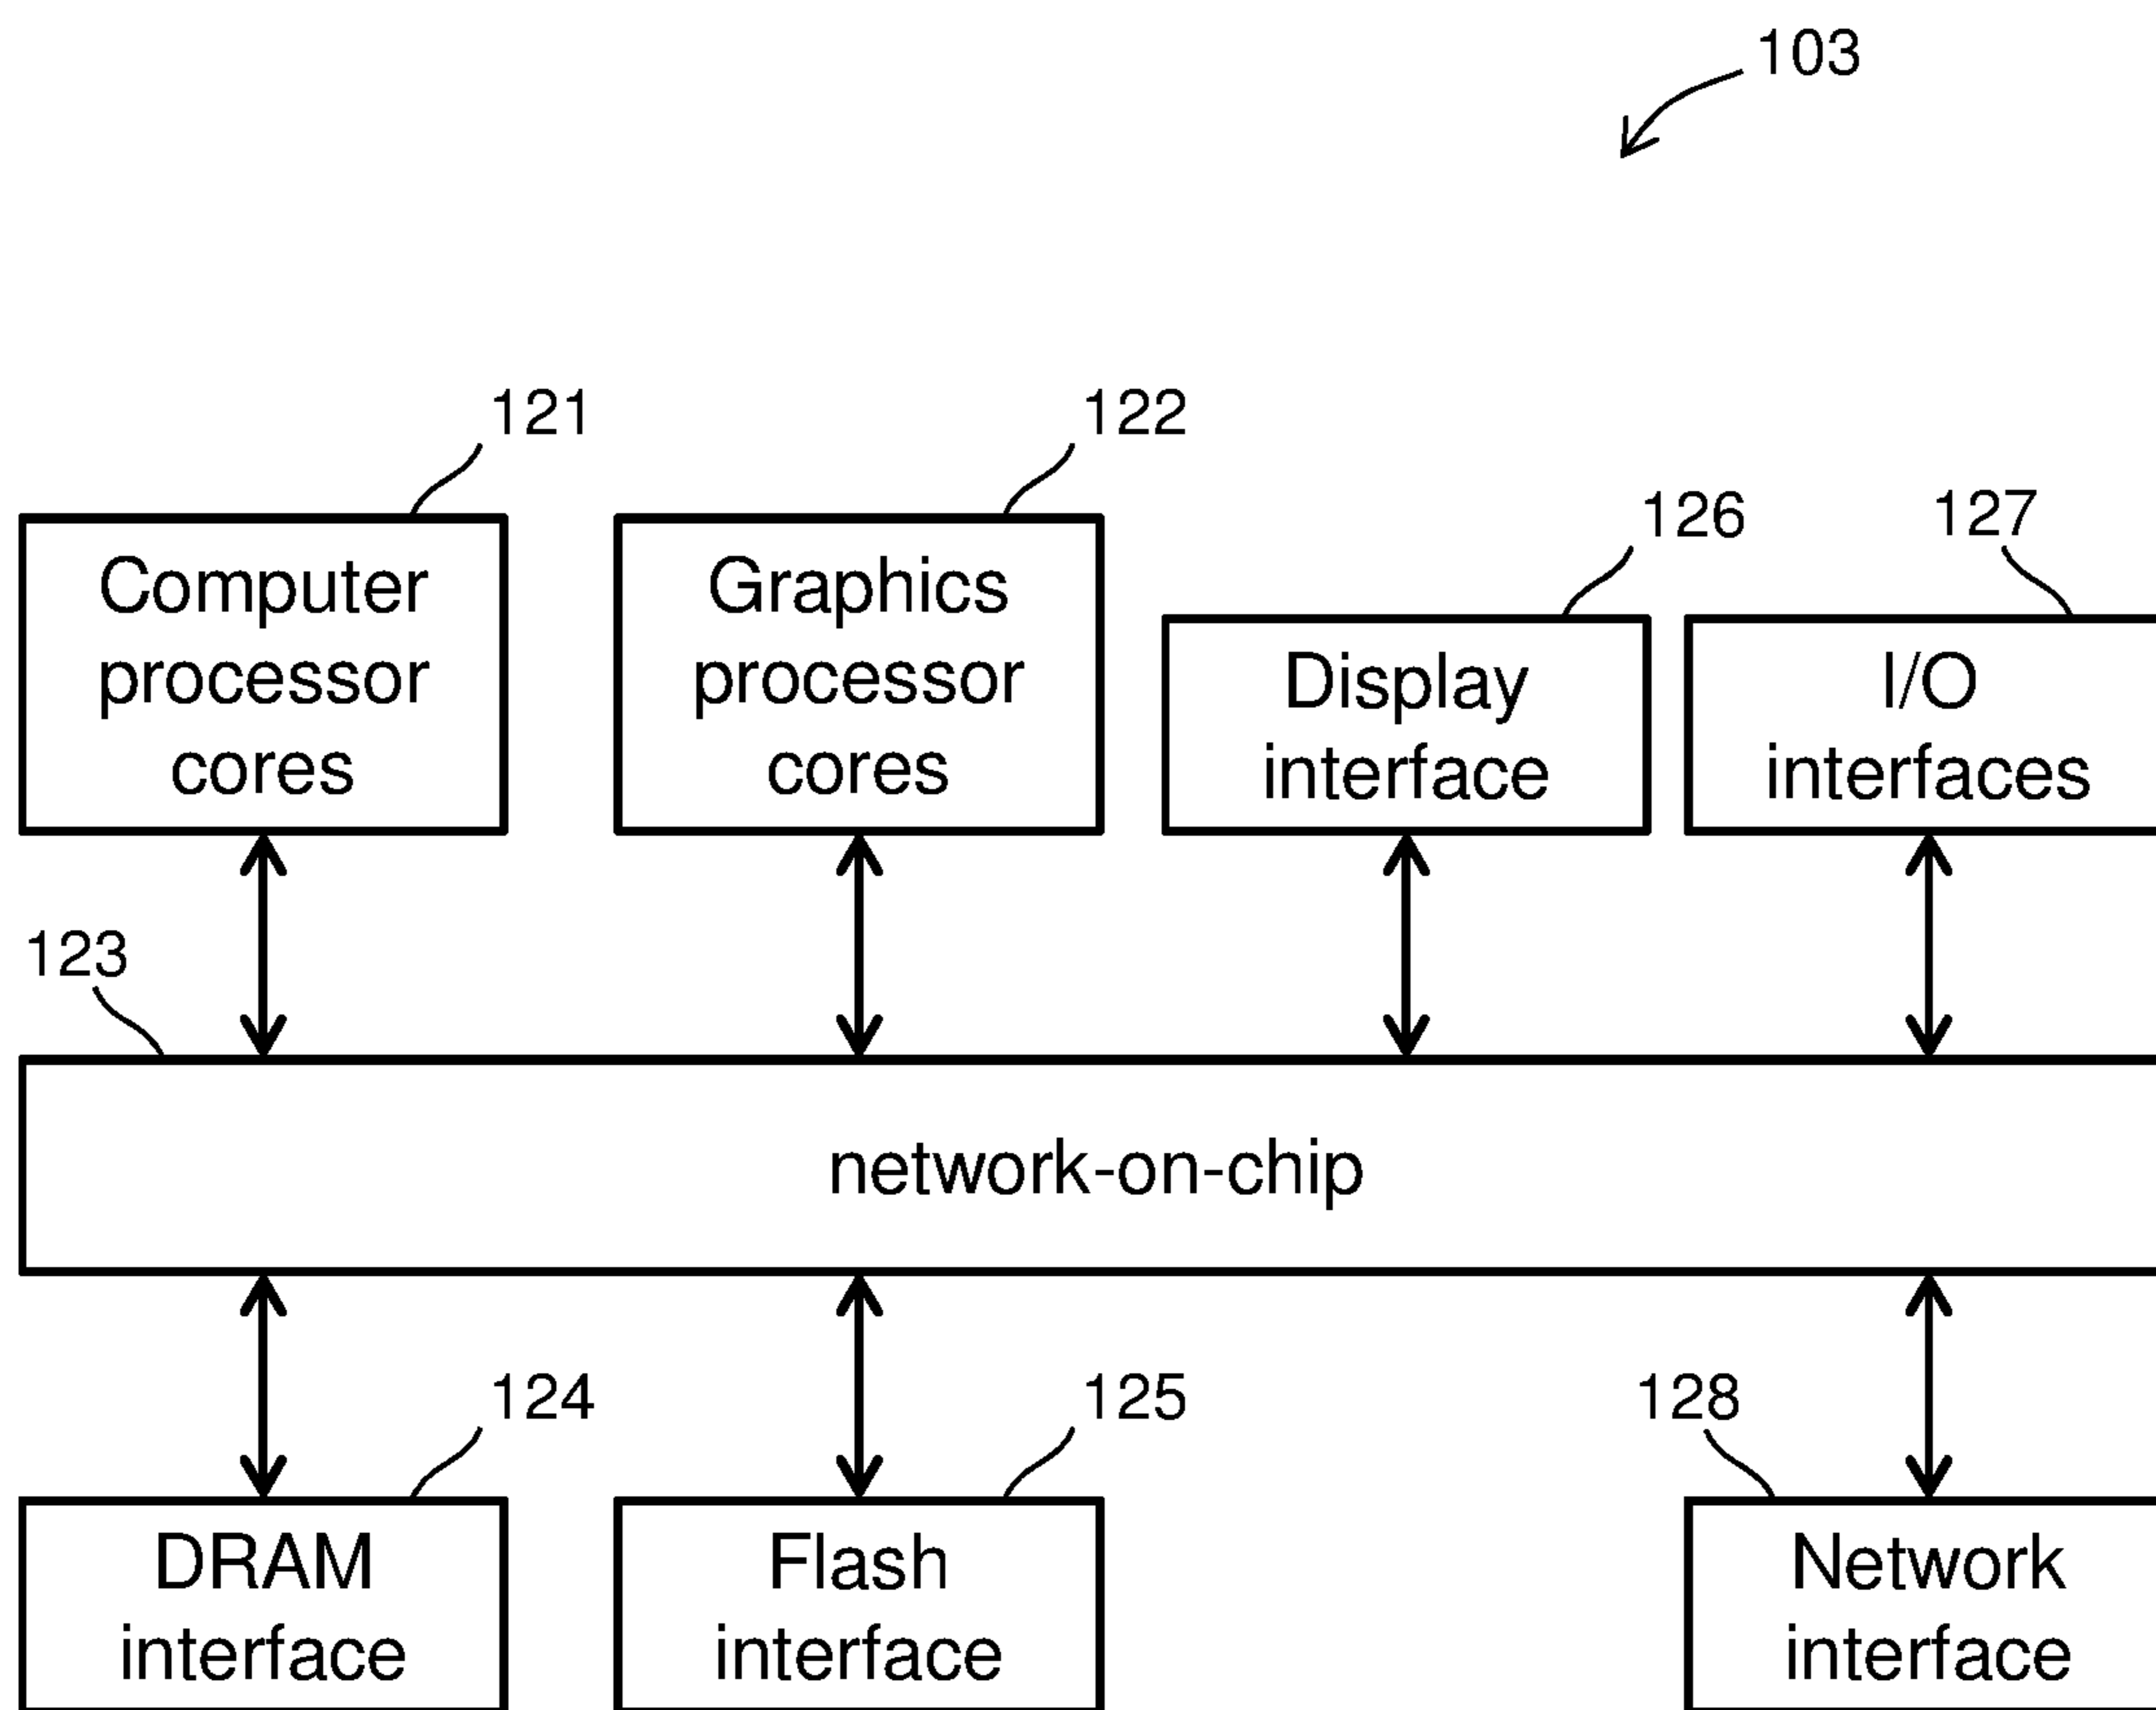 103
121
122
126
127
Computer
processor
cores
Graphics
processor
cores
Display
interface
I/O
interfaces
123
network-on-chip
124
125
128
DRAM
interface
Flash
interface
Network
interface